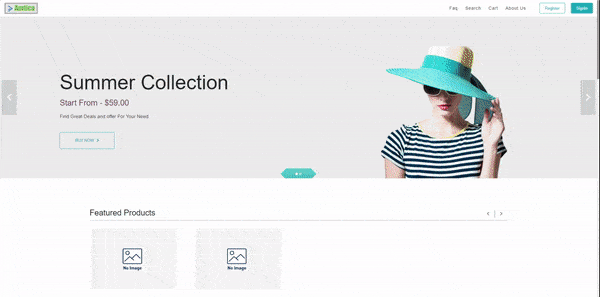 Faq Search Cart About Us Register Signin
Summer Collection
Start From - $59.00
Find Great Deals and offer For Your Need.
BUY NOW
Featured Products
No Image No Image